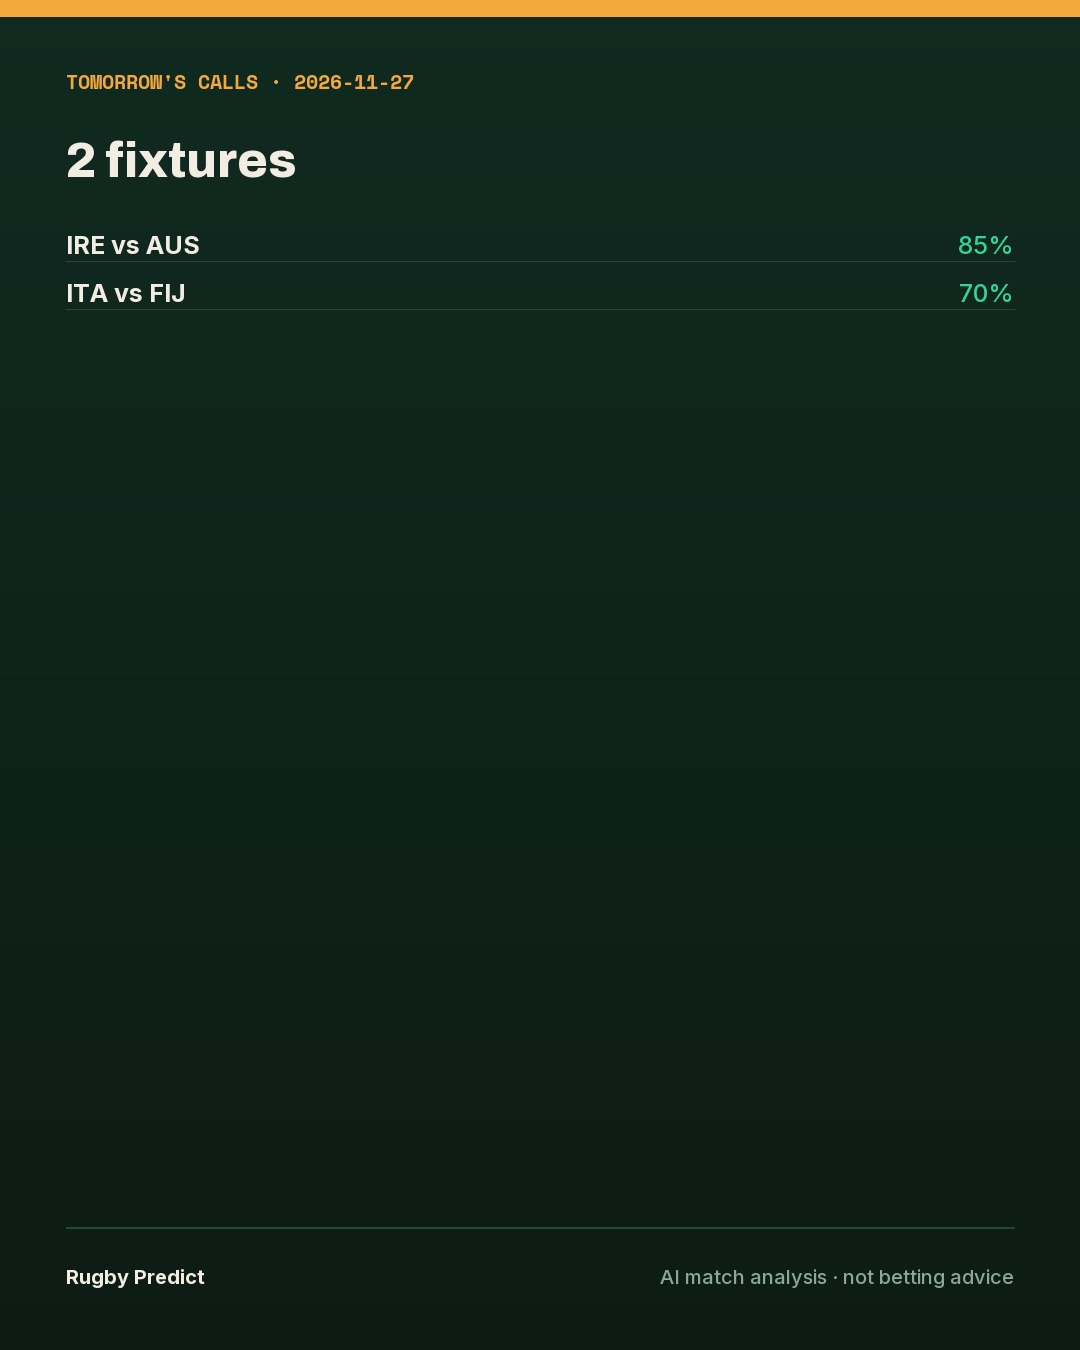 TOMORROW'S CALLS · 2026-11-27
2 fixtures
IRE vs AUS 85%
ITA vs FIJ 70%
Rugby Predict AI match analysis · not betting advice